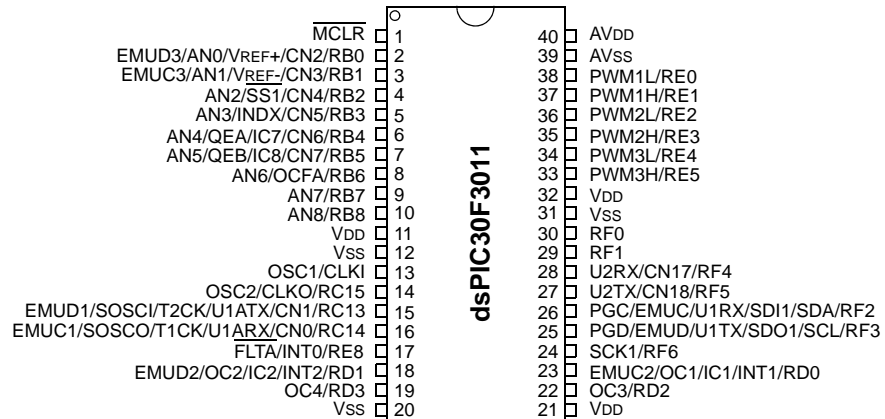 MCLR 1 40 AVDD
EMUD3/AN0/VREF+/CN2/RB0 2 39 AVSS
EMUC3/AN1/VREF-/CN3/RB1 3 38 PWM1L/RE0
AN2/SS1/CN4/RB2 4 37 PWM1H/RE1
AN3/INDX/CN5/RB3 5 36 PWM2L/RE2
AN4/QEA/IC7/CN6/RB4 6 35 PWM2H/RE3
AN5/QEB/IC8/CN7/RB5 7 34 PWM3L/RE4
AN6/OCFA/RB6 8 33 PWM3H/RE5
AN7/RB7 9 32 VDD
AN8/RB8 10 31 VSS
VDD 11 30 RF0
VSS 12 29 RF1
OSC1/CLKI 13 28 U2RX/CN17/RF4
OSC2/CLKO/RC15 14 27 U2TX/CN18/RF5
EMUD1/SOSCI/T2CK/U1ATX/CN1/RC13 15 26 PGC/EMUC/U1RX/SDI1/SDA/RF2
EMUC1/SOSCO/T1CK/U1ARX/CN0/RC14 16 25 PGD/EMUD/U1TX/SDO1/SCL/RF3
FLTA/INT0/RE8 17 24 SCK1/RF6
EMUD2/OC2/IC2/INT2/RD1 18 23 EMUC2/OC1/IC1/INT1/RD0
OC4/RD3 19 22 OC3/RD2
VSS 20 21 VDD
dsPIC30F3011